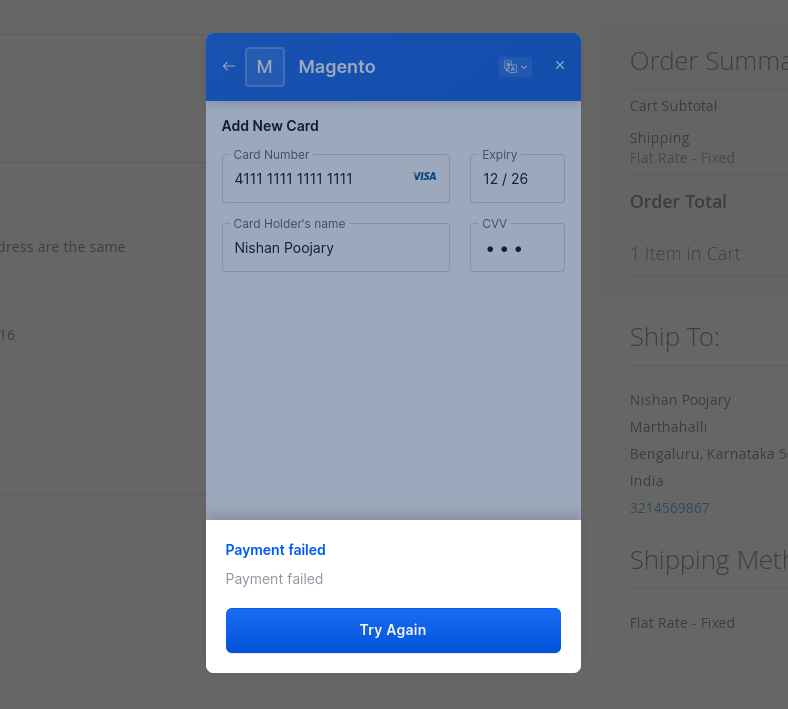 M
Magento
Add New Card
Card Number
4111 1111 1111 1111
VISA
Expiry
12 / 26
Card Holder's name
Nishan Poojary
CVV
Payment failed
Payment failed
Try Again
dress are the same
16
Order Summa
Cart Subtotal
Shipping
Flat Rate - Fixed
Order Total
1 Item in Cart
Ship To:
Nishan Poojary
Marthahalli
Bengaluru, Karnataka 5
India
3214569867
Shipping Meth
Flat Rate - Fixed